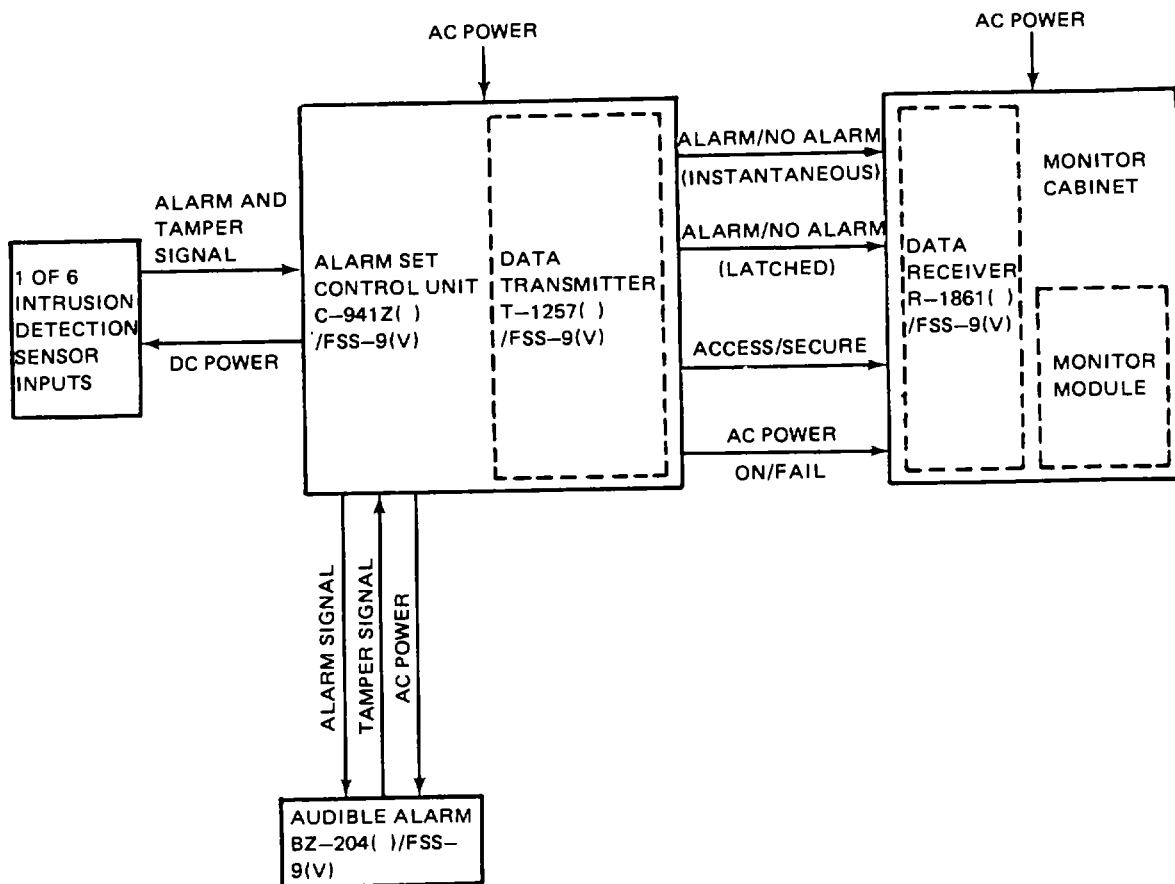 AC POWER
AC POWER
ALARM AND
TAMPER
SIGNAL
1 OF 6
INTRUSION
DETECTION
SENSOR
INPUTS
DC POWER
ALARM SET
CONTROL UNIT
C-941Z( )
/FSS-9(V)
DATA
TRANSMITTER
T-1257( )
/FSS-9(V)
ALARM/NO ALARM
(INSTANTANEOUS)
ALARM/NO ALARM
(LATCHED)
ACCESS/SECURE
AC POWER
ON/FAIL
DATA
RECEIVER
R-1861( )
/FSS-9(V)
MONITOR
CABINET
MONITOR
MODULE
ALARM SIGNAL
TAMPER SIGNAL
AC POWER
AUDIBLE ALARM
BZ-204( )/FSS-
9(V)